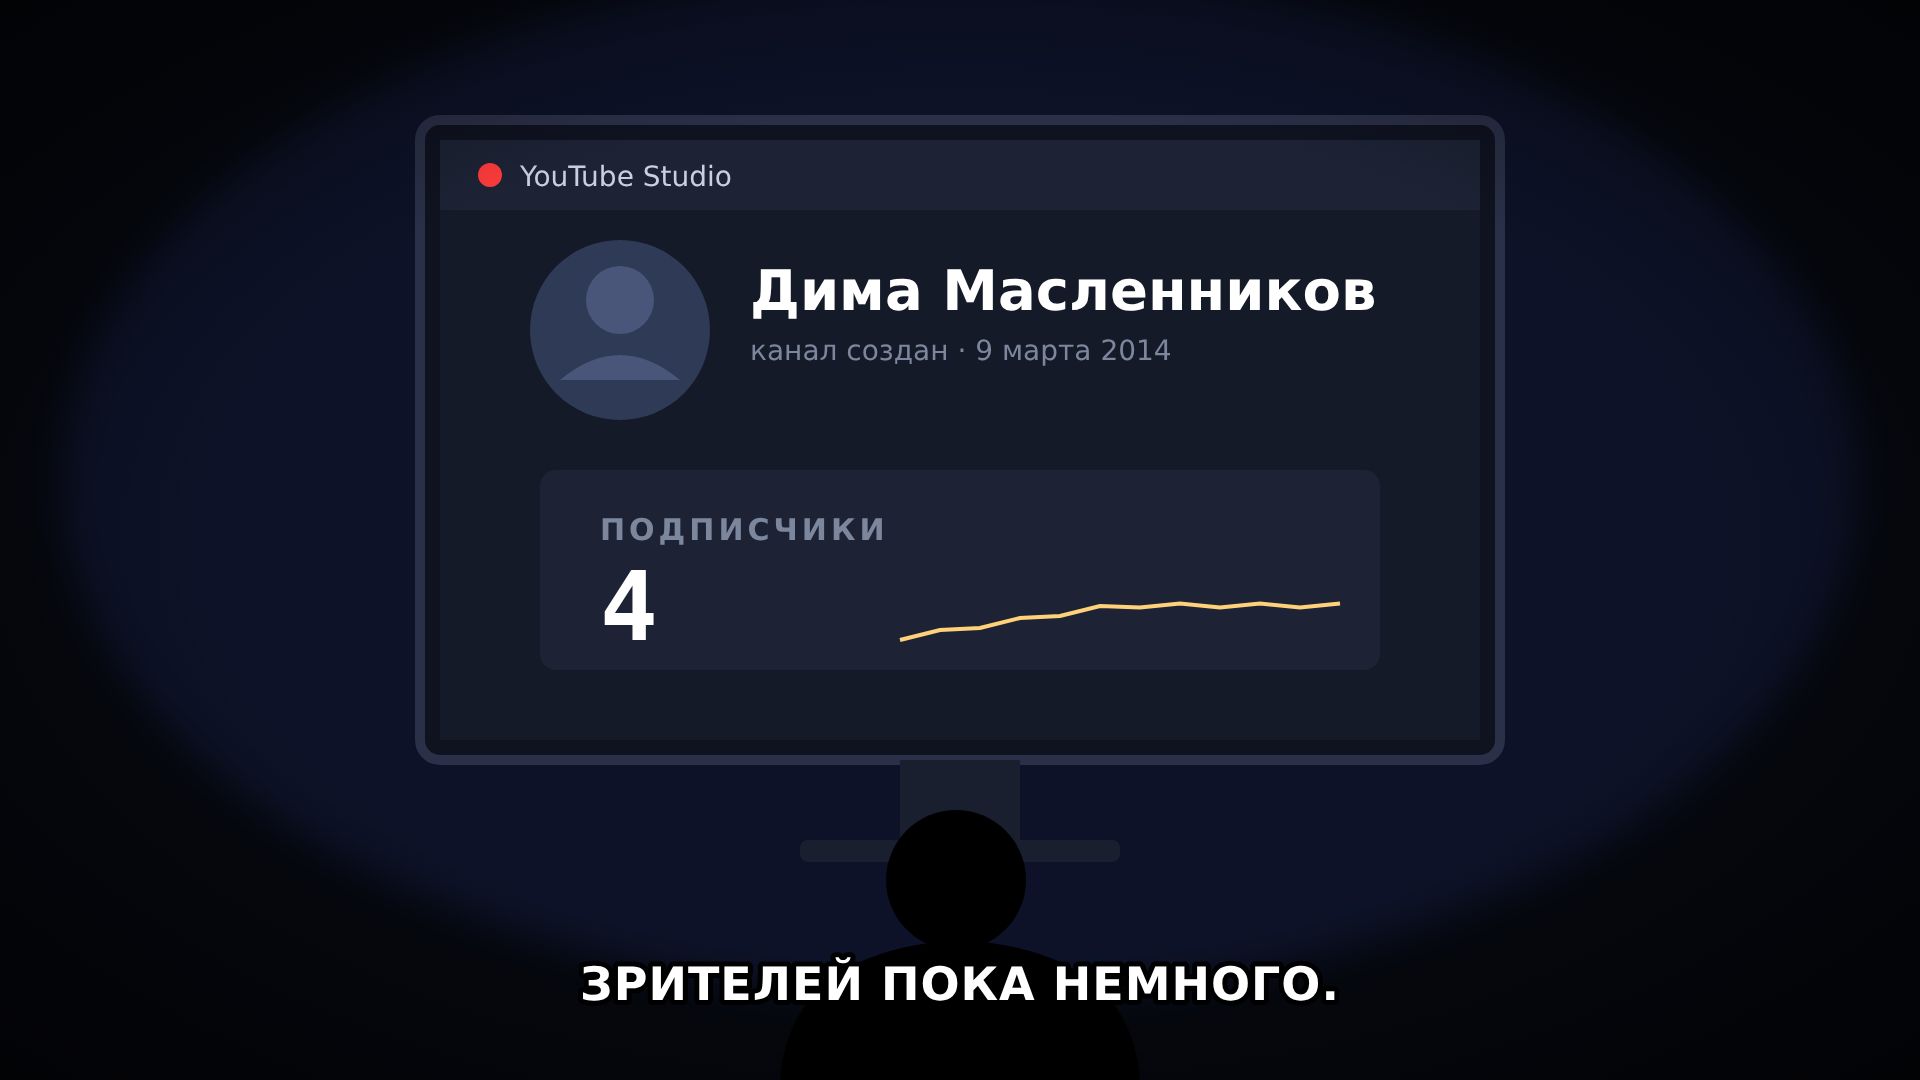 YouTube Studio
Дима Масленников
канал создан · 9 марта 2014
ПОДПИСЧИКИ
4
ЗРИТЕЛЕЙ ПОКА НЕМНОГО.